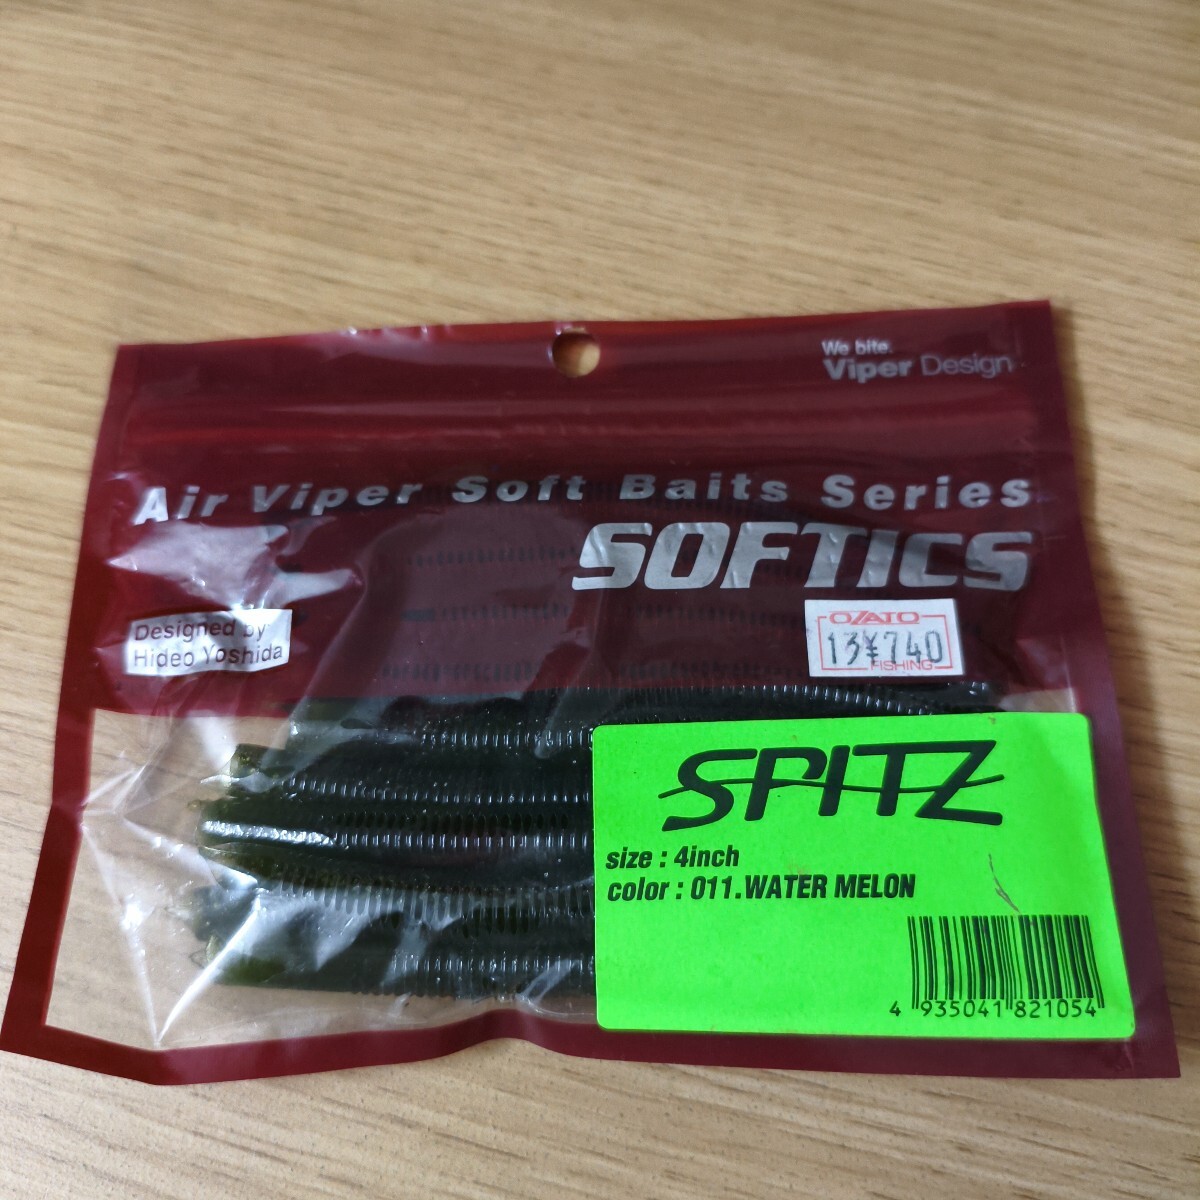 We bite.
Viper Design
Air Viper Soft Baits Series
SOFTICS
Designed by
Hideo Yoshida
OZATO
13¥740
FISHING
SPITZ
size : 4inch
color : 011.WATER MELON
4 935041 821054